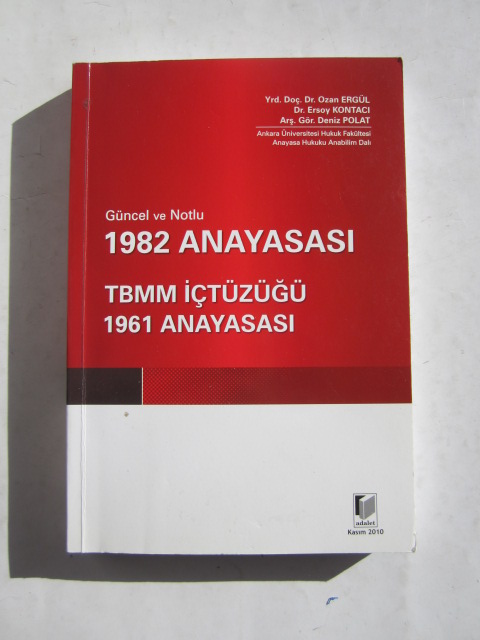 Yrd. Doç. Dr. Ozan ERGÜL
Dr. Ersoy KONTACI
Arş. Gör. Deniz POLAT
Ankara Üniversitesi Hukuk Fakültesi
Anayasa Hukuku Anabilim Dalı
Güncel ve Notlu
1982 ANAYASASI
TBMM İÇTÜZÜĞÜ
1961 ANAYASASI
adalet
Kasım 2010